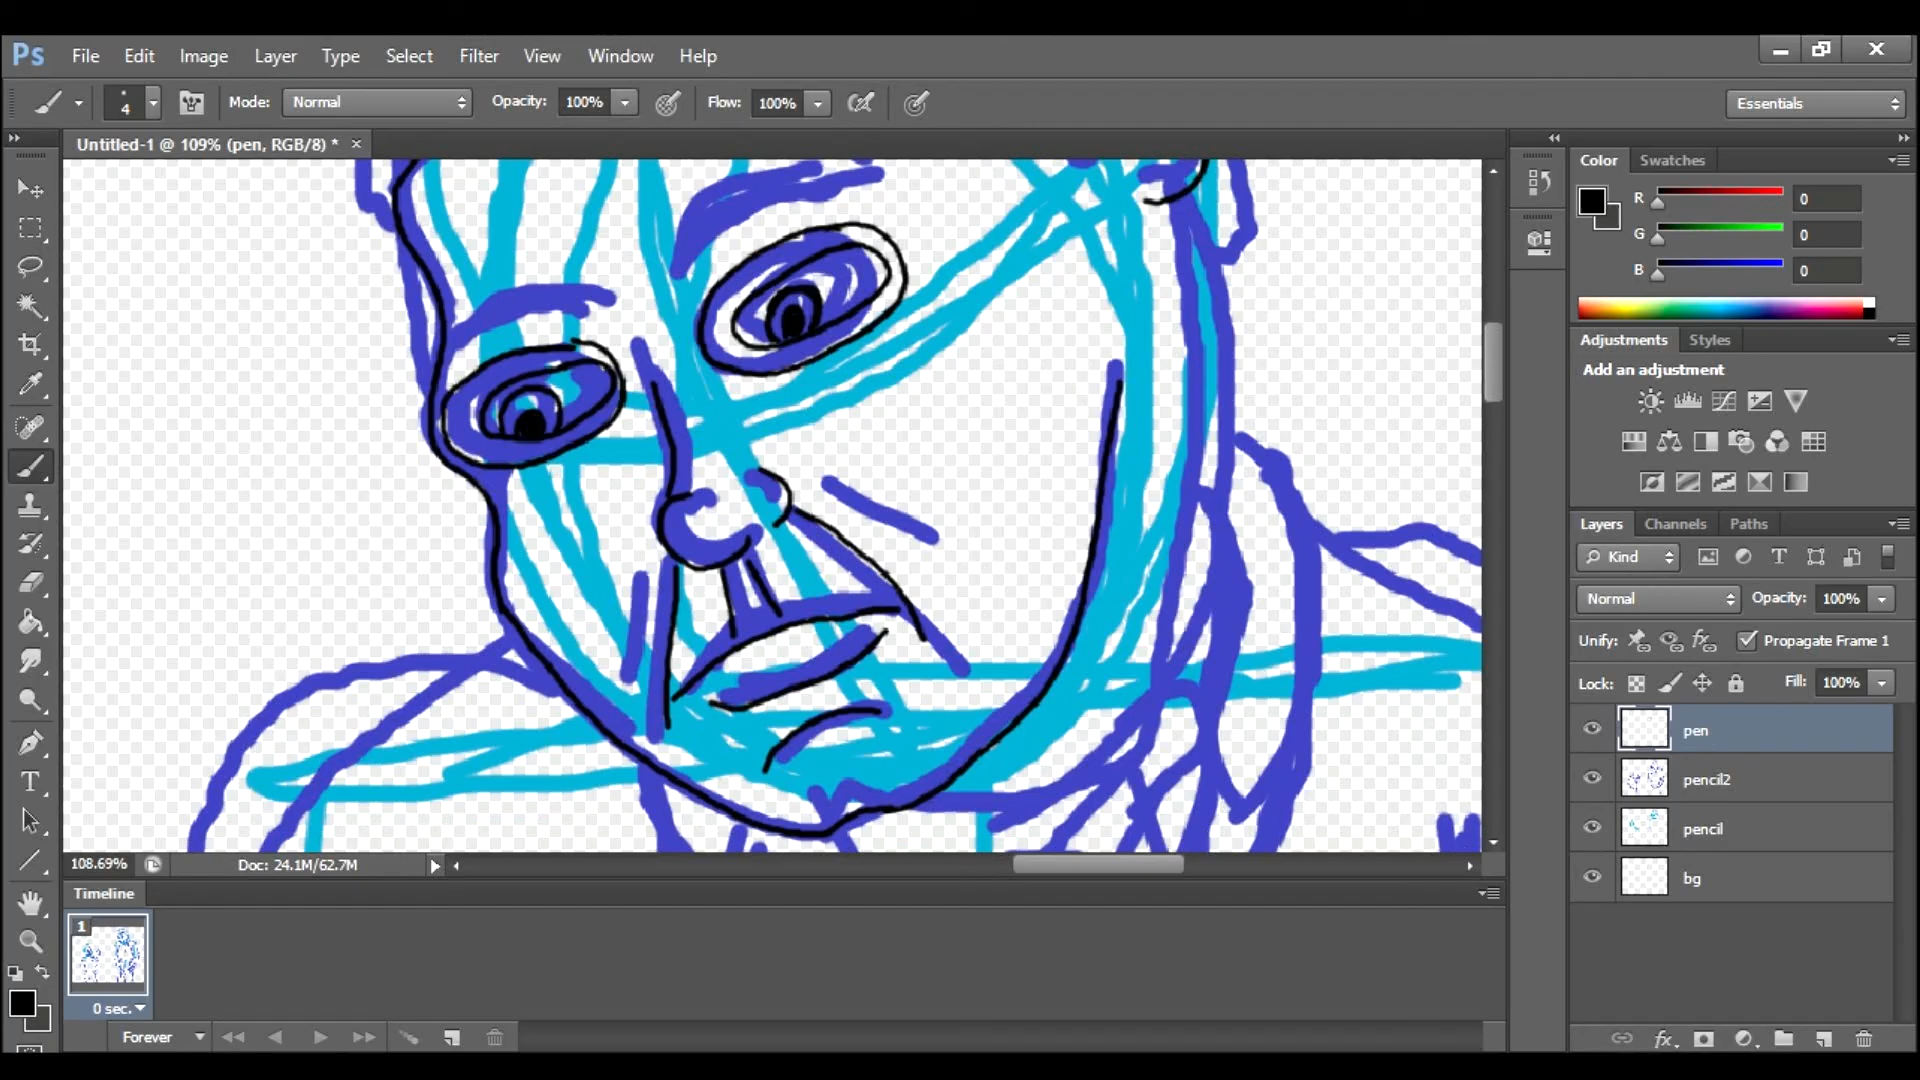 Ps File Edit Image Layer Type Select Filter View Window Help
4 Mode: Normal Opacity: 100% Flow: 100% Essentials
Untitled-1 @ 109% (pen, RGB/8) * ×
Color Swatches
R 0
G 0
B 0
Adjustments Styles
Add an adjustment
Layers Channels Paths
Kind T
Normal Opacity: 100%
Unify: Propagate Frame 1
Lock: Fill: 100%
pen
pencil2
pencil
bg
108.69% Doc: 24.1M/62.7M
Timeline
1
0 sec.
Forever
fx